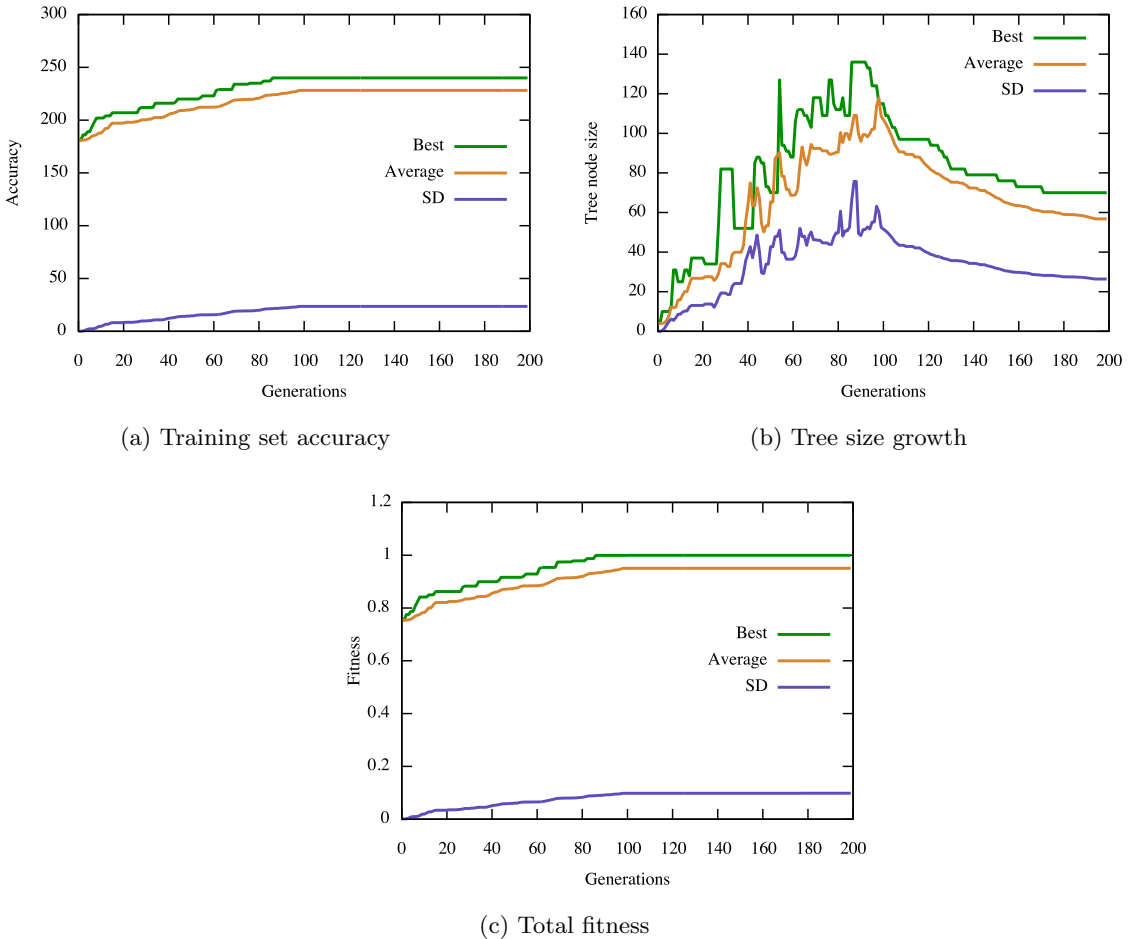 300
250
200
150
100
50
0
Accuracy
Best
Average
SD
0 20 40 60 80 100 120 140 160 180 200
Generations
(a) Training set accuracy
160
140
120
100
80
60
40
20
0
Tree node size
Best
Average
SD
0 20 40 60 80 100 120 140 160 180 200
Generations
(b) Tree size growth
1.2
1
0.8
0.6
0.4
0.2
0
Fitness
Best
Average
SD
0 20 40 60 80 100 120 140 160 180 200
Generations
(c) Total fitness